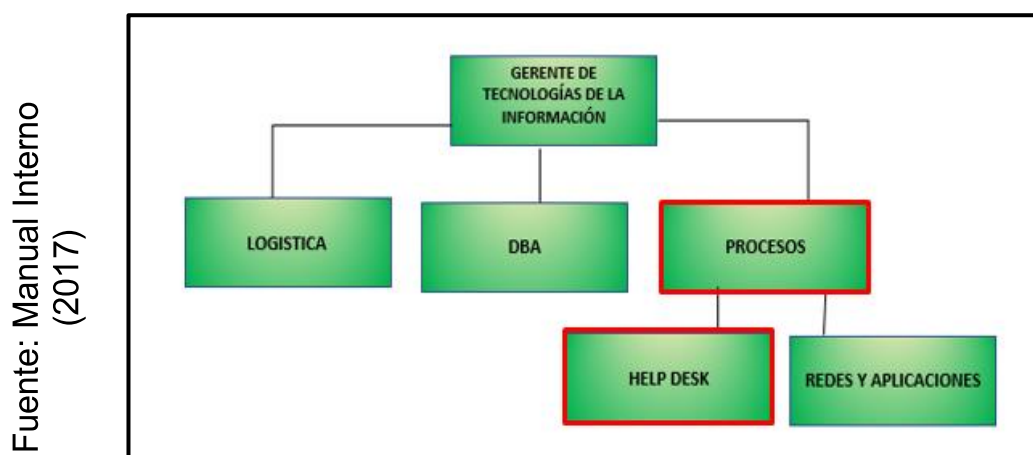 Fuente: Manual Interno
(2017)
GERENTE DE
TECNOLOGÍAS DE LA
INFORMACIÓN
LOGISTICA
DBA
PROCESOS
HELP DESK
REDES Y APLICACIONES